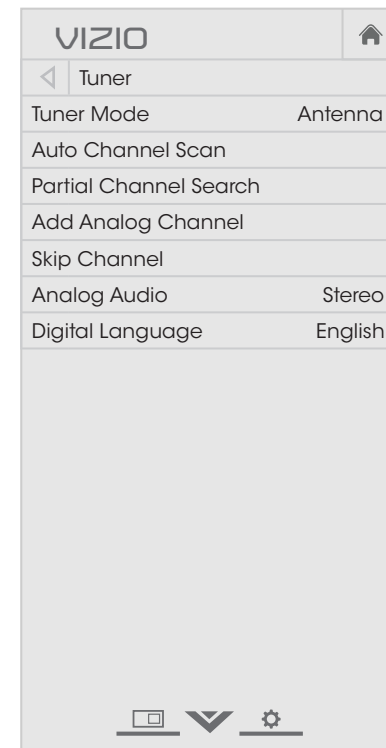 VIZIO
Tuner
Tuner Mode Antenna
Auto Channel Scan
Partial Channel Search
Add Analog Channel
Skip Channel
Analog Audio Stereo
Digital Language English